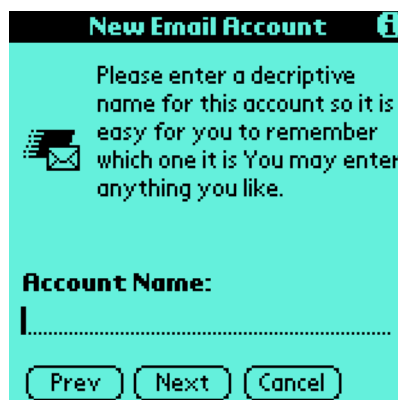 New Email Account i
Please enter a decriptive
name for this account so it is
easy for you to remember
which one it is You may enter
anything you like.
Account Name:
Prev Next Cancel